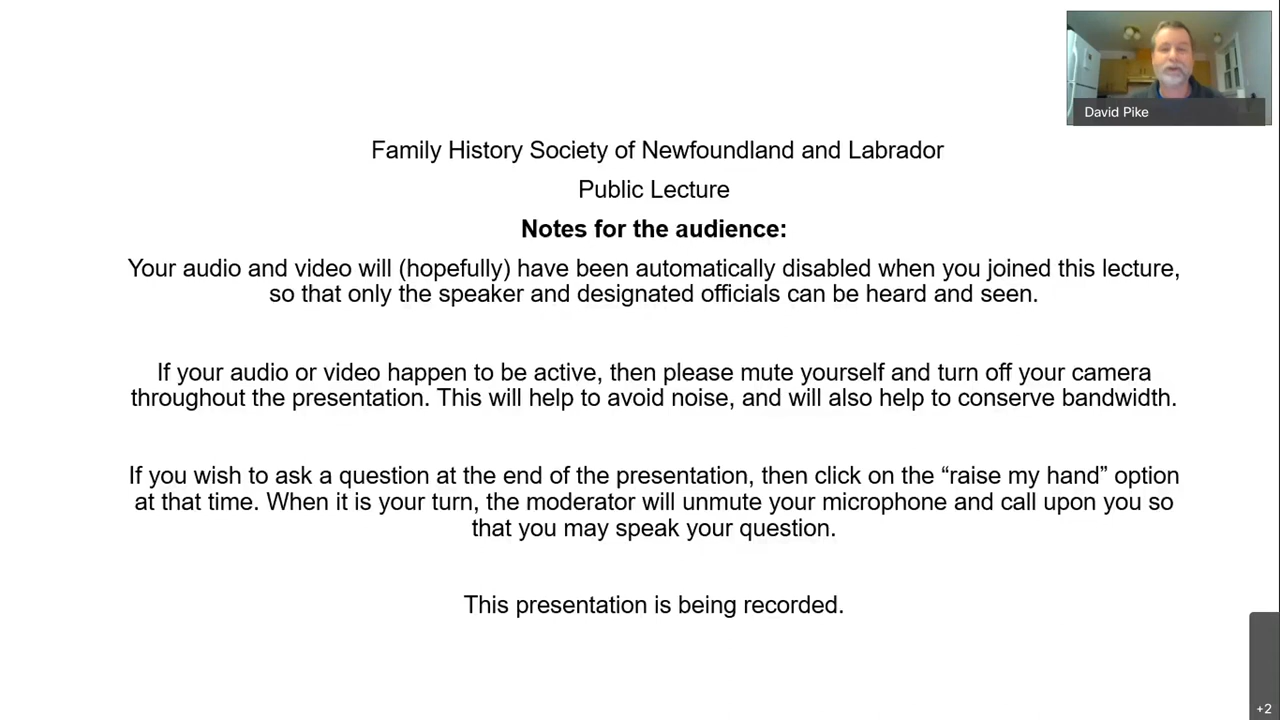 David Pike
Family History Society of Newfoundland and Labrador
Public Lecture
Notes for the audience:
Your audio and video will (hopefully) have been automatically disabled when you joined this lecture,
so that only the speaker and designated officials can be heard and seen.
If your audio or video happen to be active, then please mute yourself and turn off your camera
throughout the presentation. This will help to avoid noise, and will also help to conserve bandwidth.
If you wish to ask a question at the end of the presentation, then click on the “raise my hand” option
at that time. When it is your turn, the moderator will unmute your microphone and call upon you so
that you may speak your question.
This presentation is being recorded.
+2